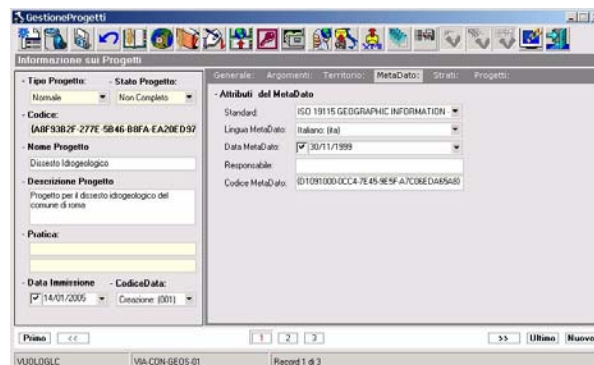 GestioneProgetti
Informazione sui Progetti
- Tipo Progetto:
- Stato Progetto:
Normale
Non Completo
- Codice:
{A8F93B2F-277E-5B46-B8FA-EA20ED97
- Nome Progetto
Dissesto Idrogeologico
- Descrizione Progetto
Progetto per il dissesto idrogeologico del
comune di roma
- Pratica:
- Data Immissione
- CodiceData:
14/01/2005
Creazione: (001)
Generale: Argomenti: Territorio: MetaDato: Strati: Progetti:
- Attributi del MetaDato
Standard:
ISO 19115 GEOGRAPHIC INFORMATION -
Lingua MetaDato:
Italiano: (ita)
Data MetaDato:
30/11/1999
Responsabile:
Codice MetaDato:
{D1091000-0CC4-7E45-9E5F-A7C06EDA65A8}
Primo << 1 2 3 >> Ultimo Nuovo
VUOLOGLC
VIA-CON-GEOS-01
Record 1 di 3